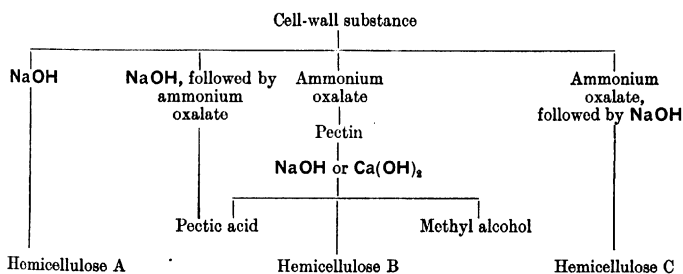 Cell-wall substance
NaOH
NaOH, followed by
ammonium
oxalate
Ammonium
oxalate
Ammonium
oxalate,
followed by NaOH
Pectin
NaOH or Ca(OH)₂
Pectic acid
Methyl alcohol
Hemicellulose A
Hemicellulose B
Hemicellulose C